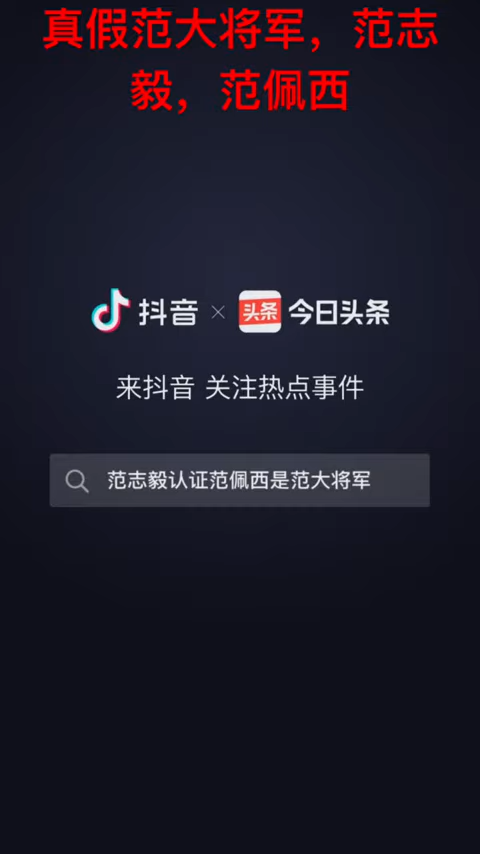 真假范大将军，范志
毅，范佩西
抖音 × 头条 今日头条
来抖音 关注热点事件
范志毅认证范佩西是范大将军